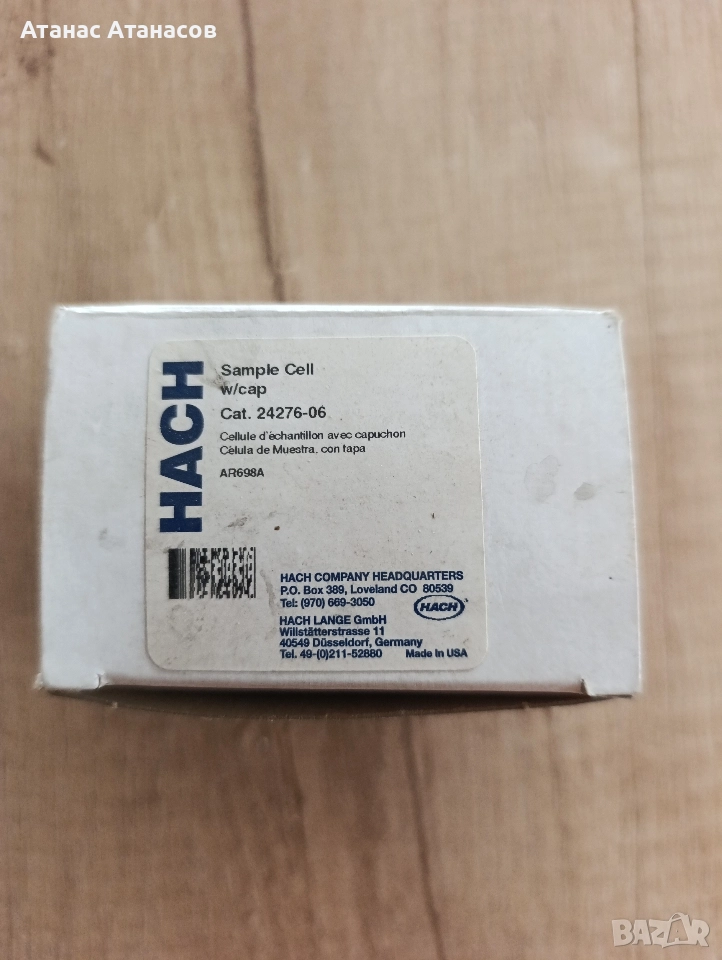 Атанас Атанасов
HACH
Sample Cell
w/cap
Cat. 24276-06
Cellule d'échantillon avec capuchon
Célula de Muestra, con tapa
AR698A
HACH COMPANY HEADQUARTERS
P.O. Box 389, Loveland CO 80539
Tel: (970) 669-3050
HACH
HACH LANGE GmbH
Willstätterstrasse 11
40549 Düsseldorf, Germany
Tel. 49-(0)211-52880 Made in USA
BAZAR